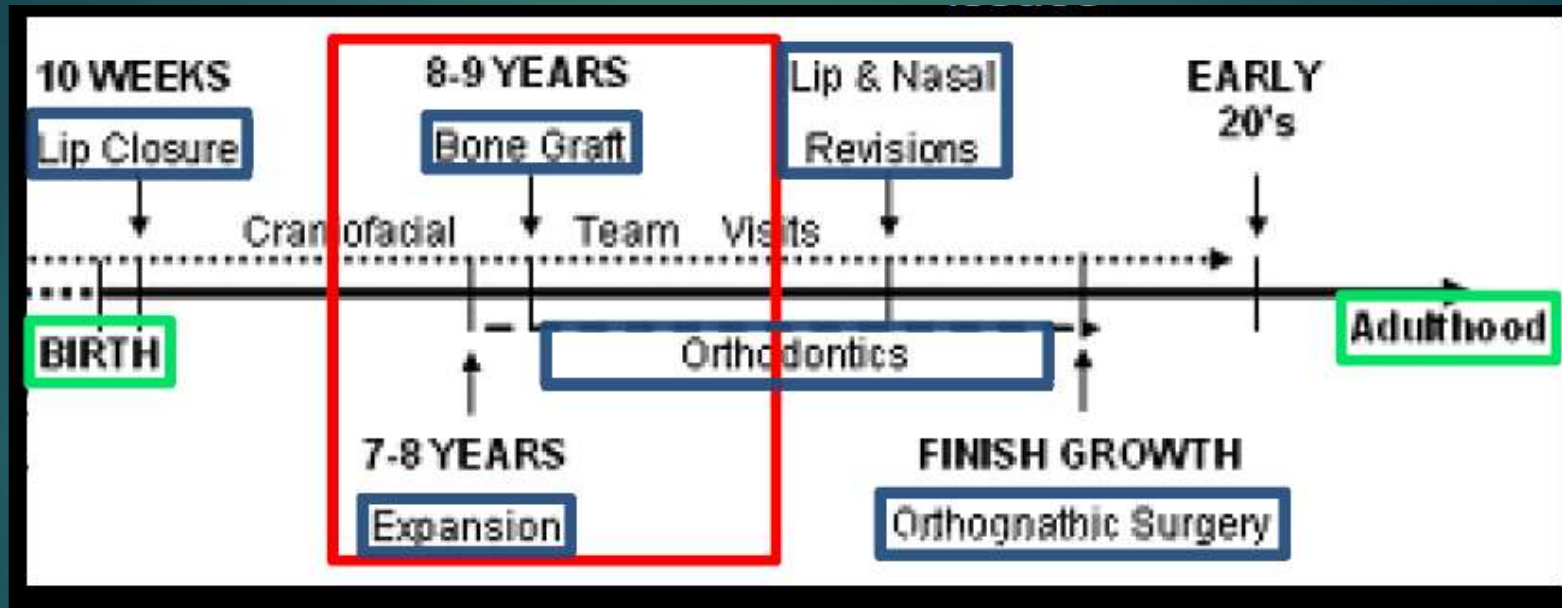 10 WEEKS
Lip Closure
8-9 YEARS
Bone Graft
Lip & Nasal
Revisions
EARLY
20's
Craniofacial Team Visits
BIRTH
Orthodontics
Adulthood
7-8 YEARS
Expansion
FINISH GROWTH
Orthognathic Surgery